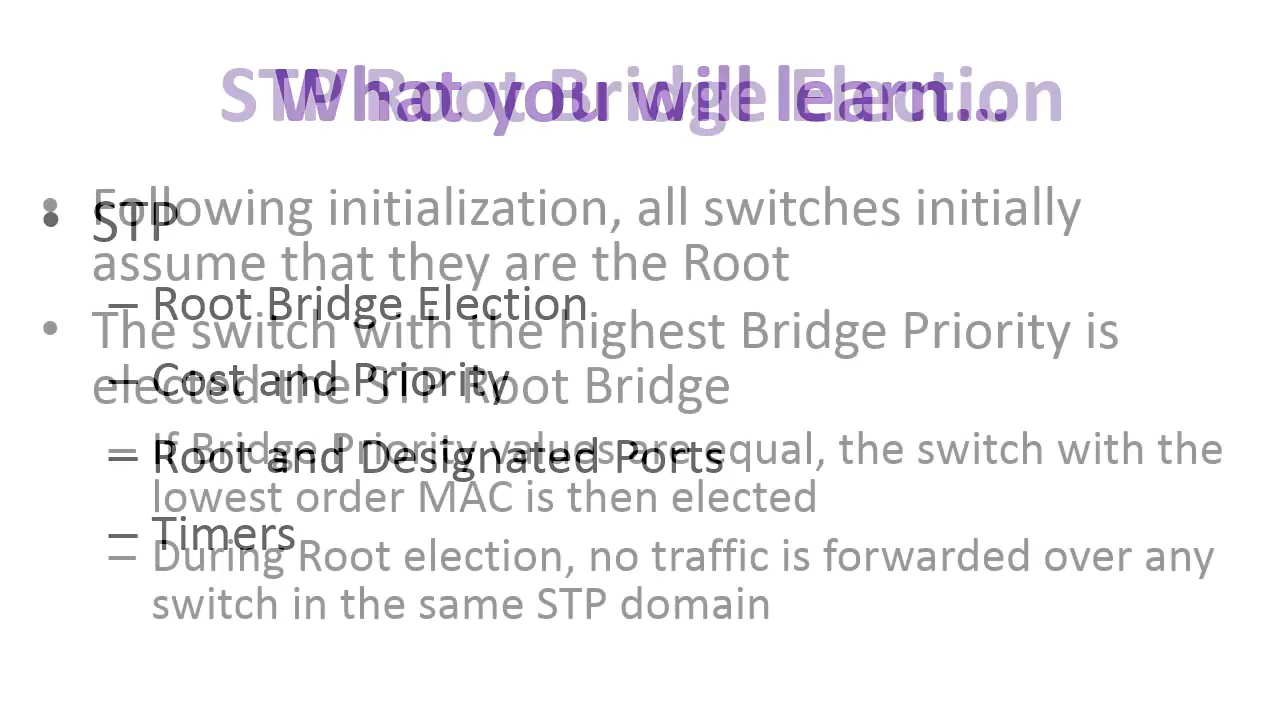 What you will learn...
• STP
– Root Bridge Election
– Cost and Priority
– Root and Designated Ports
– Timers
STP Root Bridge Election
• Following initialization, all switches initially
assume that they are the Root
• The switch with the highest Bridge Priority is
elected the STP Root Bridge
– If Bridge Priority values are equal, the switch with the
lowest order MAC is then elected
– During Root election, no traffic is forwarded over any
switch in the same STP domain